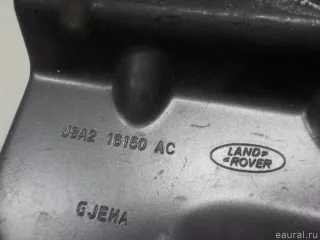 J9A2 16150 AC
LAND
ROVER
GJEHA
eaural.ru